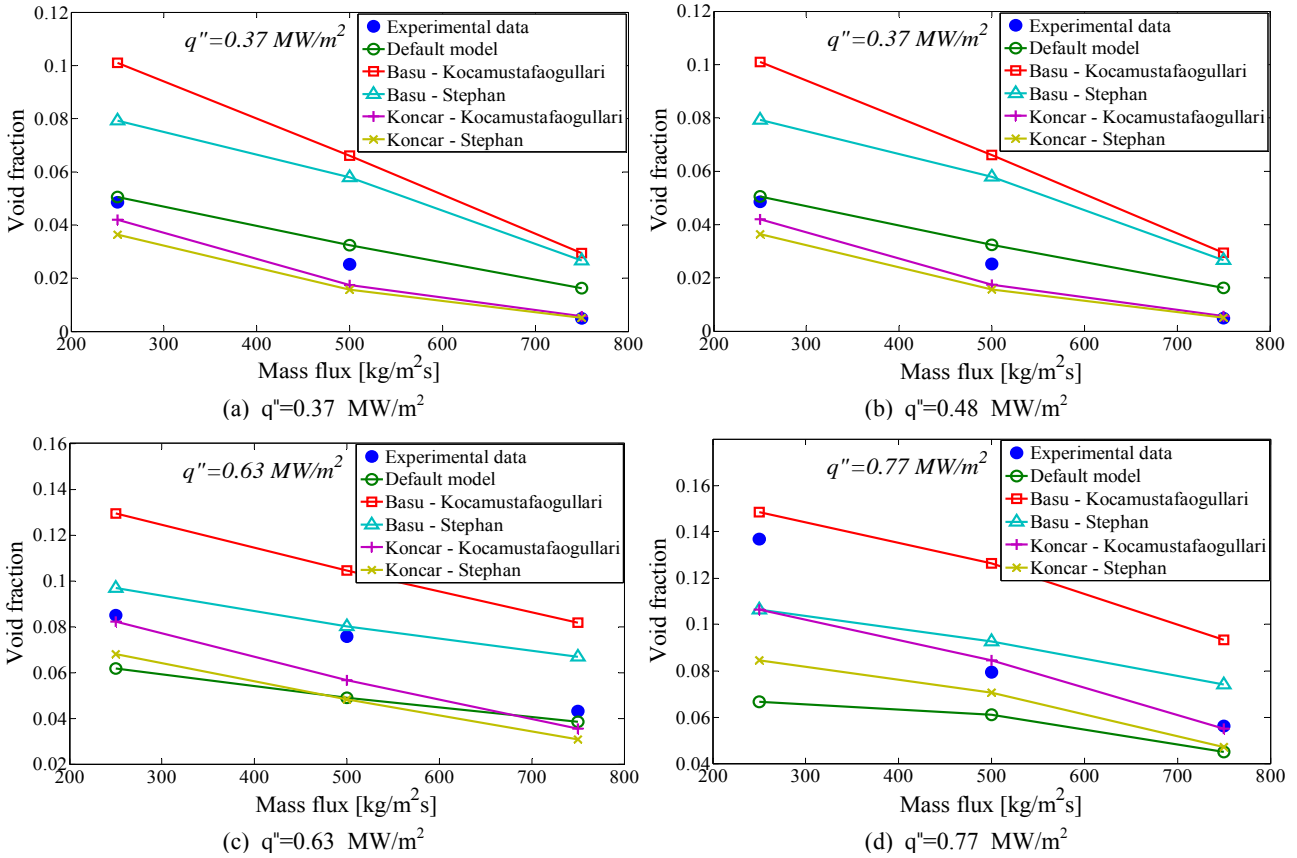 0.12
0.1
0.08
0.06
0.04
0.02
0
Void fraction
q"=0.37 MW/m²
Experimental data
Default model
Basu - Kocamustafaogullari
Basu - Stephan
Koncar - Kocamustafaogullari
Koncar - Stephan
200 300 400 500 600 700 800
Mass flux [kg/m²s]
(a) q"=0.37 MW/m²
0.12
0.1
0.08
0.06
0.04
0.02
0
Void fraction
q"=0.37 MW/m²
Experimental data
Default model
Basu - Kocamustafaogullari
Basu - Stephan
Koncar - Kocamustafaogullari
Koncar - Stephan
200 300 400 500 600 700 800
Mass flux [kg/m²s]
(b) q"=0.48 MW/m²
0.16
0.14
0.12
0.1
0.08
0.06
0.04
0.02
Void fraction
q"=0.63 MW/m²
Experimental data
Default model
Basu - Kocamustafaogullari
Basu - Stephan
Koncar - Kocamustafaogullari
Koncar - Stephan
200 300 400 500 600 700 800
Mass flux [kg/m²s]
(c) q"=0.63 MW/m²
0.16
0.14
0.12
0.1
0.08
0.06
0.04
Void fraction
q"=0.77 MW/m²
Experimental data
Default model
Basu - Kocamustafaogullari
Basu - Stephan
Koncar - Kocamustafaogullari
Koncar - Stephan
200 300 400 500 600 700 800
Mass flux [kg/m²s]
(d) q"=0.77 MW/m²